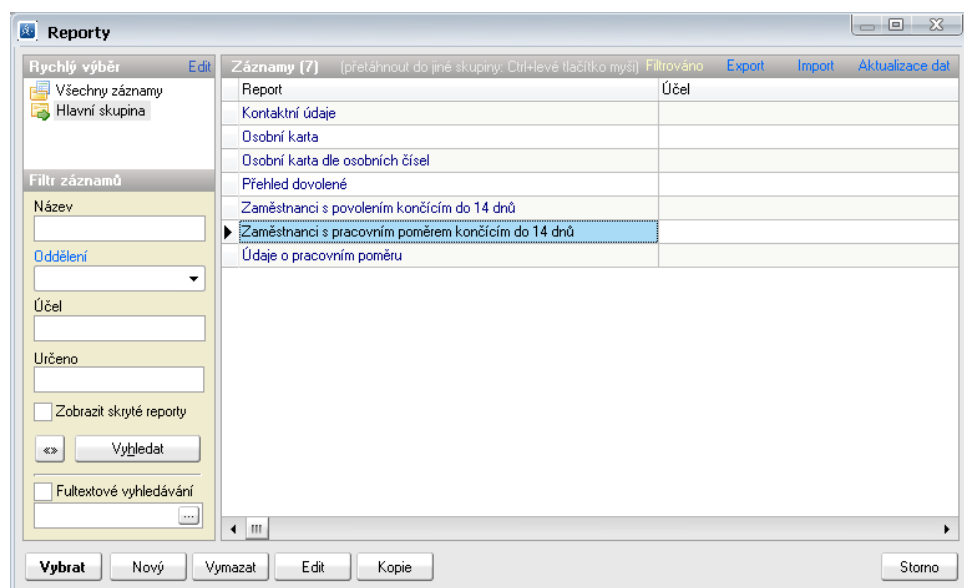 Reporty
Rychlý výběr Edit
Všechny záznamy
Hlavní skupina
Filtr záznamů
Název
Oddělení
Účel
Určeno
Zobrazit skryté reporty
«» Vyhledat
Fultextové vyhledávání
...
Záznamy (7) (přetáhnout do jiné skupiny: Ctrl+levé tlačítko myši) Filtrováno Export Import Aktualizace dat
Report Účel
Kontaktní údaje
Osobní karta
Osobní karta dle osobních čísel
Přehled dovolené
Zaměstnanci s povolením končícím do 14 dnů
Zaměstnanci s pracovním poměrem končícím do 14 dnů
Údaje o pracovním poměru
Vybrat Nový Vymazat Edit Kopie Storno